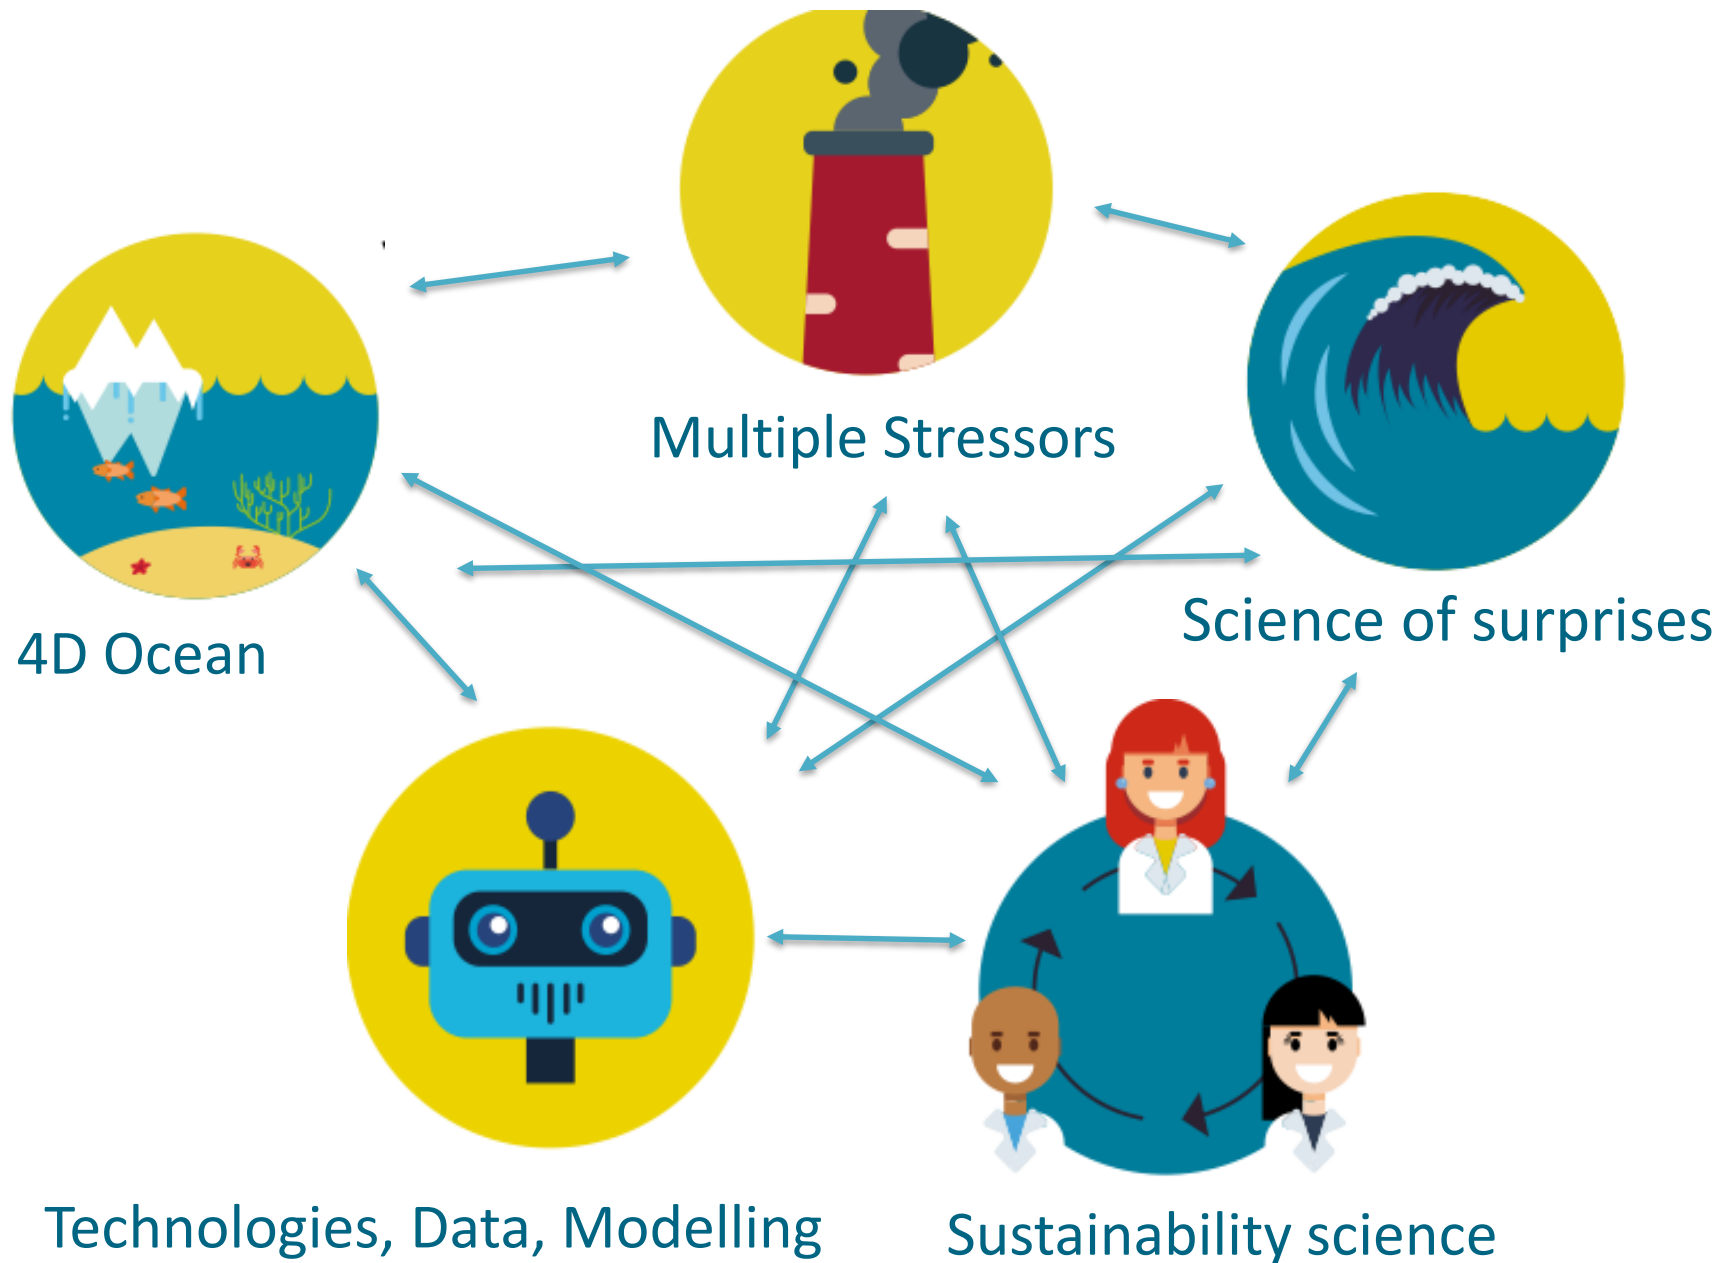 Multiple Stressors
Science of surprises
4D Ocean
Technologies, Data, Modelling
Sustainability science